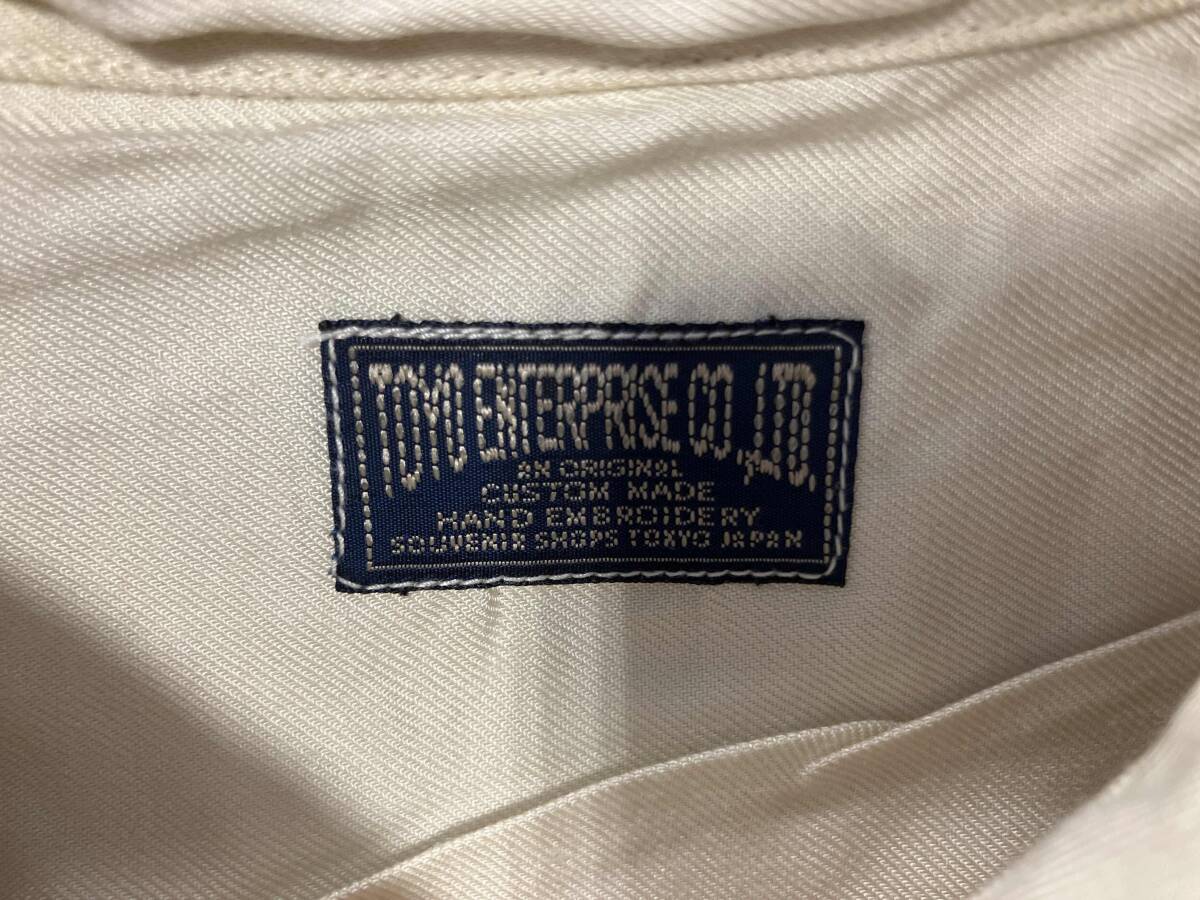 TOYO ENTERPRISE CO.,LTD.
AN ORIGINAL
CUSTOM MADE
HAND EMBROIDERY
SOUVENIR SHOPS TOKYO JAPAN